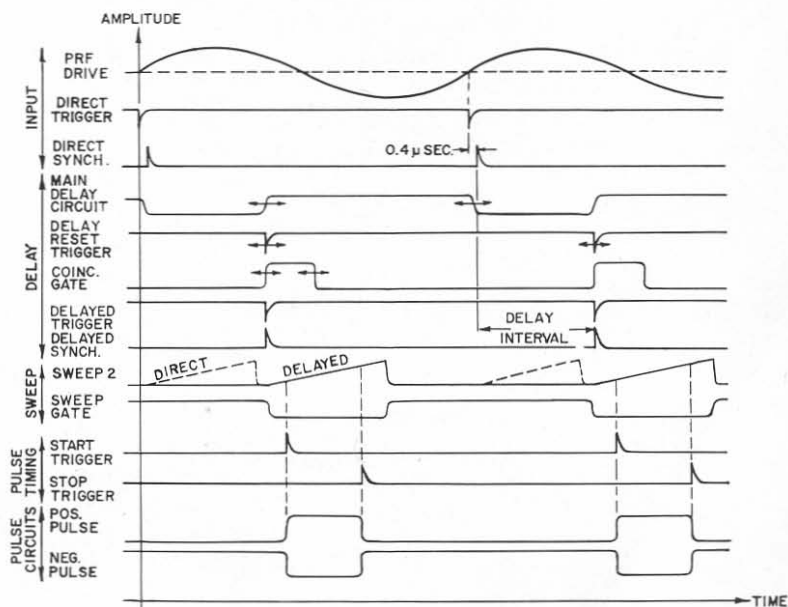 AMPLITUDE
INPUT
PRF
DRIVE
DIRECT
TRIGGER
DIRECT
SYNCH.
0.4 μ SEC.
DELAY
MAIN
DELAY
CIRCUIT
DELAY
RESET
TRIGGER
COINC.
GATE
DELAYED
TRIGGER
DELAYED
SYNCH.
DELAY
INTERVAL
SWEEP
SWEEP 2
DIRECT
DELAYED
SWEEP
GATE
PULSE
TIMING
START
TRIGGER
STOP
TRIGGER
PULSE
CIRCUITS
POS.
PULSE
NEG.
PULSE
TIME